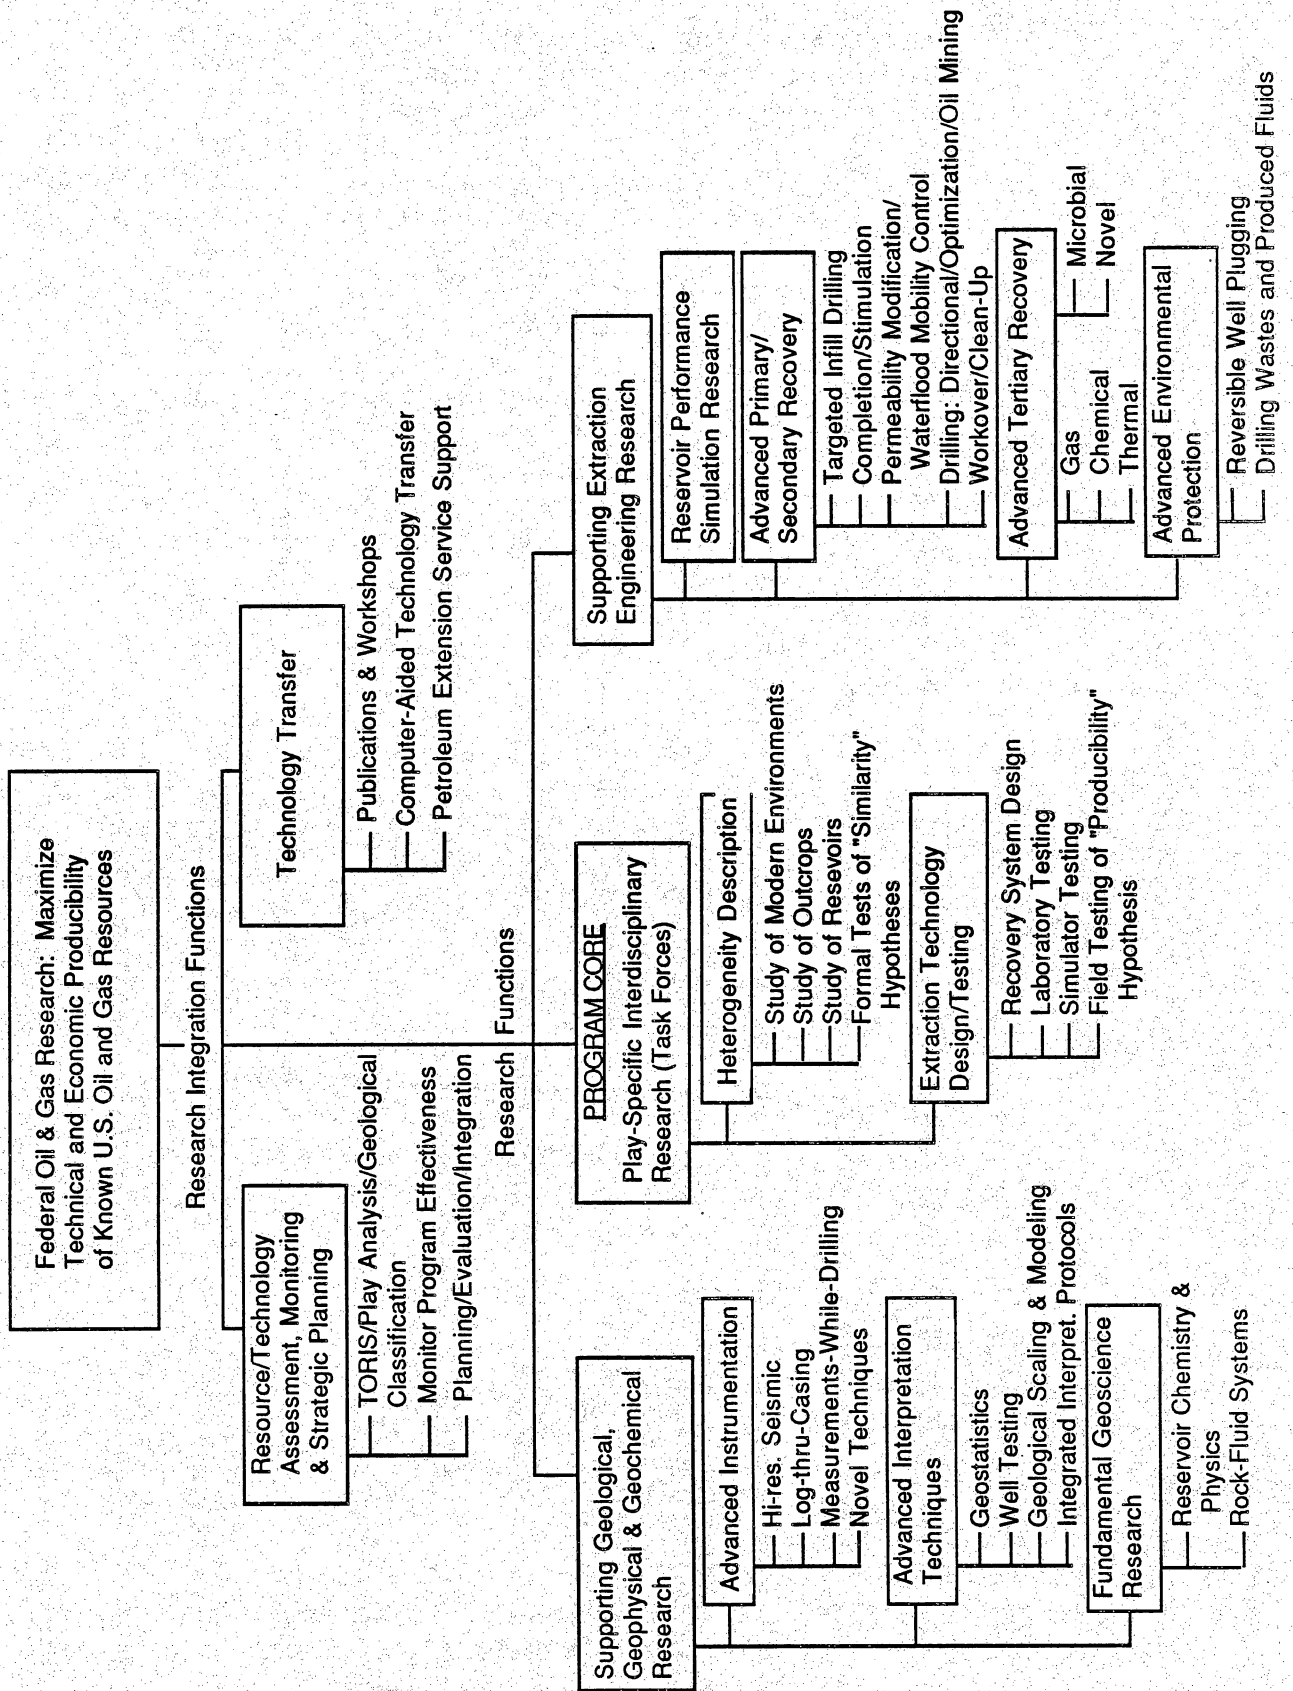 Federal Oil & Gas Research: Maximize
Technical and Economic Producibility
of Known U.S. Oil and Gas Resources
Research Integration Functions
Resource/Technology
Assessment, Monitoring
& Strategic Planning
TORIS/Play Analysis/Geological
Classification
Monitor Program Effectiveness
Planning/Evaluation/Integration
Technology Transfer
Publications & Workshops
Computer-Aided Technology Transfer
Petroleum Extension Service Support
Research Functions
Supporting Geological,
Geophysical & Geochemical
Research
Advanced Instrumentation
Hi-res. Seismic
Log-thru-Casing
Measurements-While-Drilling
Novel Techniques
Advanced Interpretation
Techniques
Geostatistics
Well Testing
Geological Scaling & Modeling
Integrated Interpret. Protocols
Fundamental Geoscience
Research
Reservoir Chemistry &
Physics
Rock-Fluid Systems
PROGRAM CORE
Play-Specific Interdisciplinary
Research (Task Forces)
Heterogeneity Description
Study of Modern Environments
Study of Outcrops
Study of Resevoirs
Formal Tests of "Similarity"
Hypotheses
Extraction Technology
Design/Testing
Recovery System Design
Laboratory Testing
Simulator Testing
Field Testing of "Producibility"
Hypothesis
Supporting Extraction
Engineering Research
Reservoir Performance
Simulation Research
Advanced Primary/
Secondary Recovery
Targeted Infill Drilling
Completion/Stimulation
Permeability Modification/
Waterflood Mobility Control
Drilling: Directional/Optimization/Oil Mining
Workover/Clean-Up
Advanced Tertiary Recovery
Gas
Chemical
Thermal
Microbial
Novel
Advanced Environmental
Protection
Reversible Well Plugging
Drilling Wastes and Produced Fluids